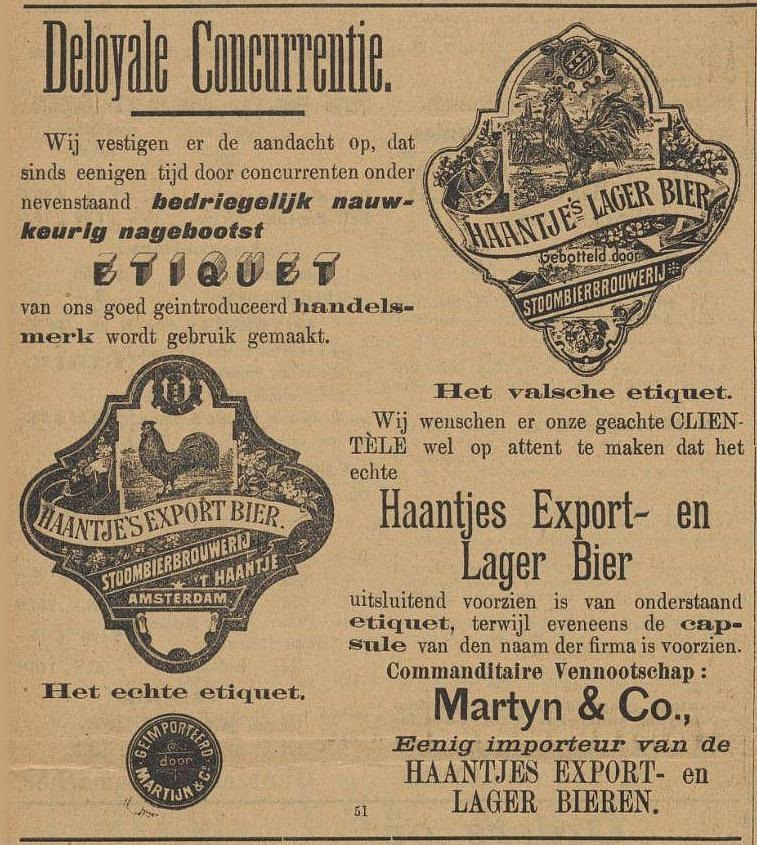 Deloyale Concurrentie.
Wij vestigen er de aandacht op, dat
sinds eenigen tijd door concurrenten onder
nevenstaand bedriegelijk nauw-
keurig nagebootst
ETIQUET
van ons goed geintroduceerd handels-
merk wordt gebruik gemaakt.
HAANTJE'S LAGER BIER
Gebotteld door
STOOMBIERBROUWERIJ
Het valsche etiquet.
HAANTJE'S EXPORT BIER.
STOOMBIERBROUWERIJ
'T HAANTJE
AMSTERDAM
Het echte etiquet.
GEIMPORTEERD
door
MARTIJN & Co.
Wij wenschen er onze geachte CLIEN-
TÈLE wel op attent te maken dat het
echte
Haantjes Export- en
Lager Bier
uitsluitend voorzien is van onderstaand
etiquet, terwijl eveneens de cap-
sule van den naam der firma is voorzien.
Commanditaire Vennootschap:
Martyn & Co.,
Eenig importeur van de
HAANTJES EXPORT- en
LAGER BIEREN.
51